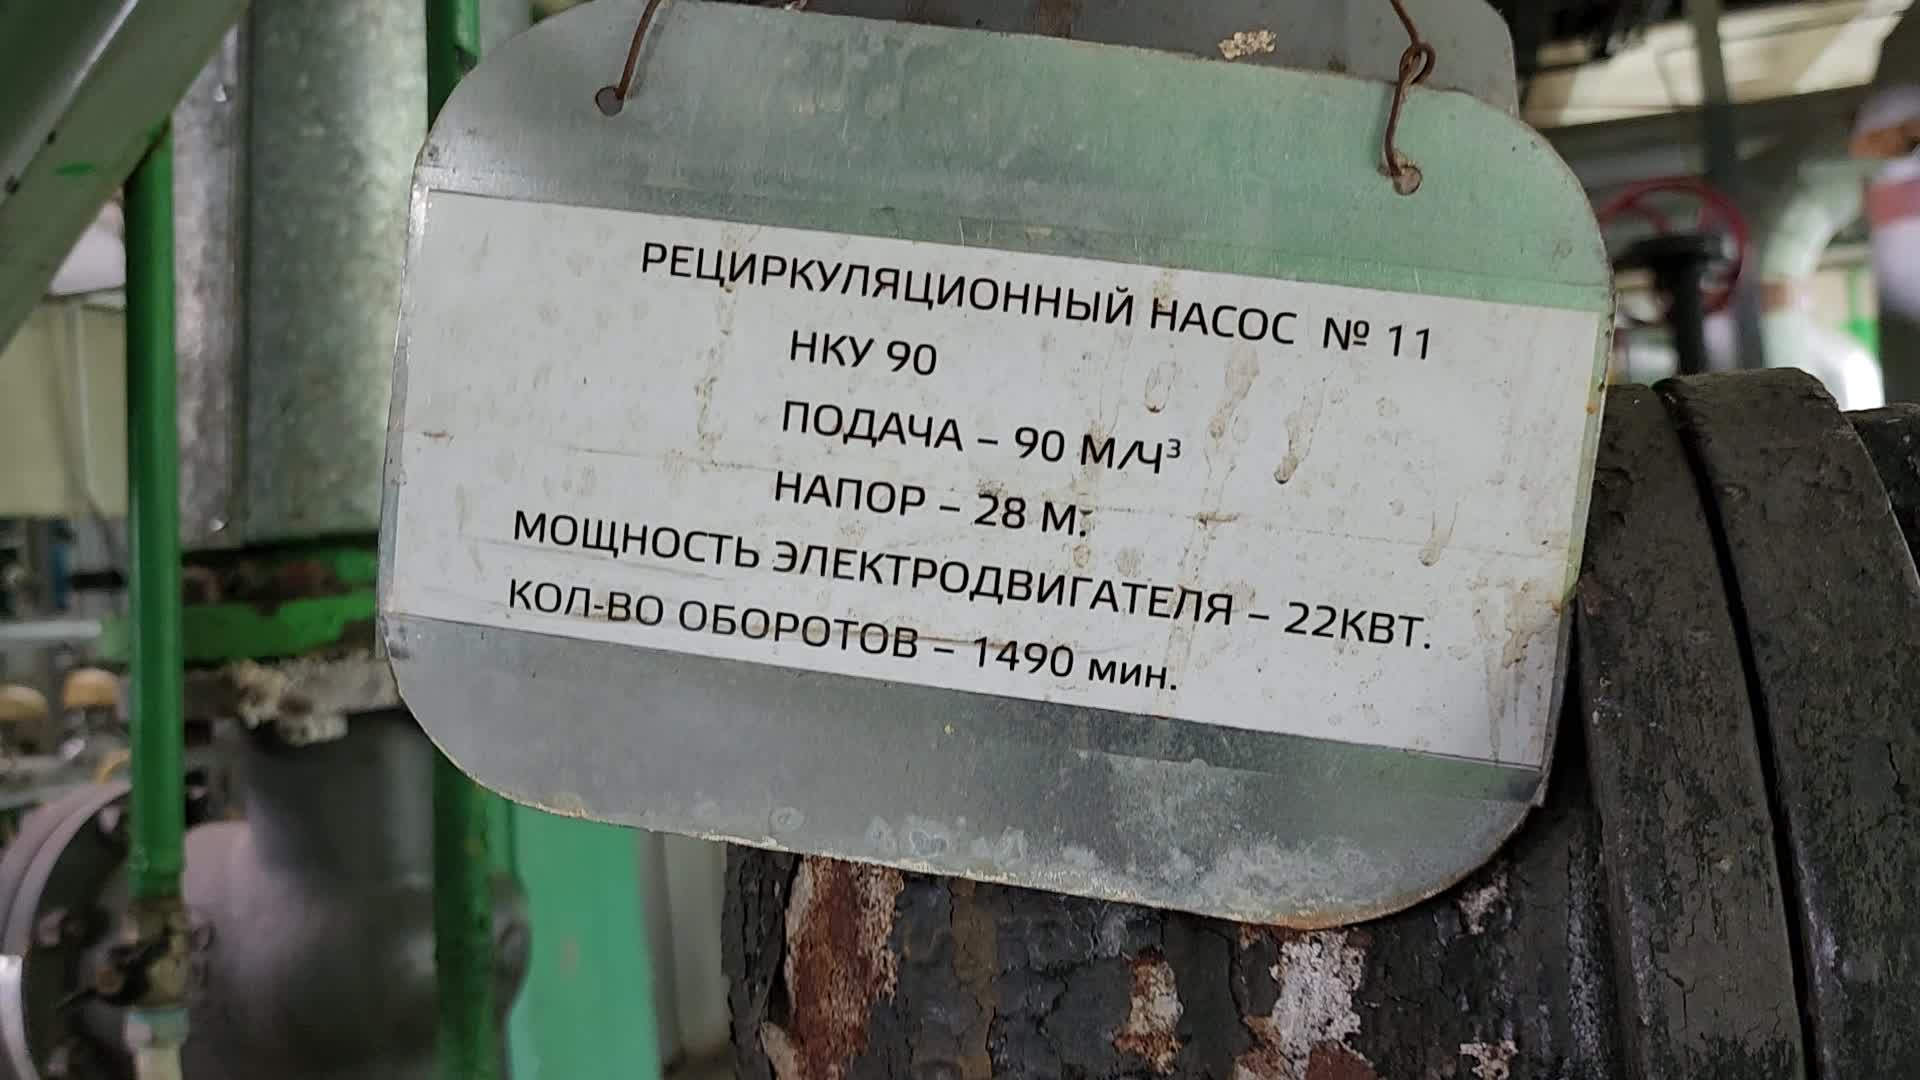 РЕЦИРКУЛЯЦИОННЫЙ НАСОС № 11
НКУ 90
ПОДАЧА – 90 М/Ч³
НАПОР – 28 М.
МОЩНОСТЬ ЭЛЕКТРОДВИГАТЕЛЯ – 22КВТ.
КОЛ-ВО ОБОРОТОВ – 1490 мин.